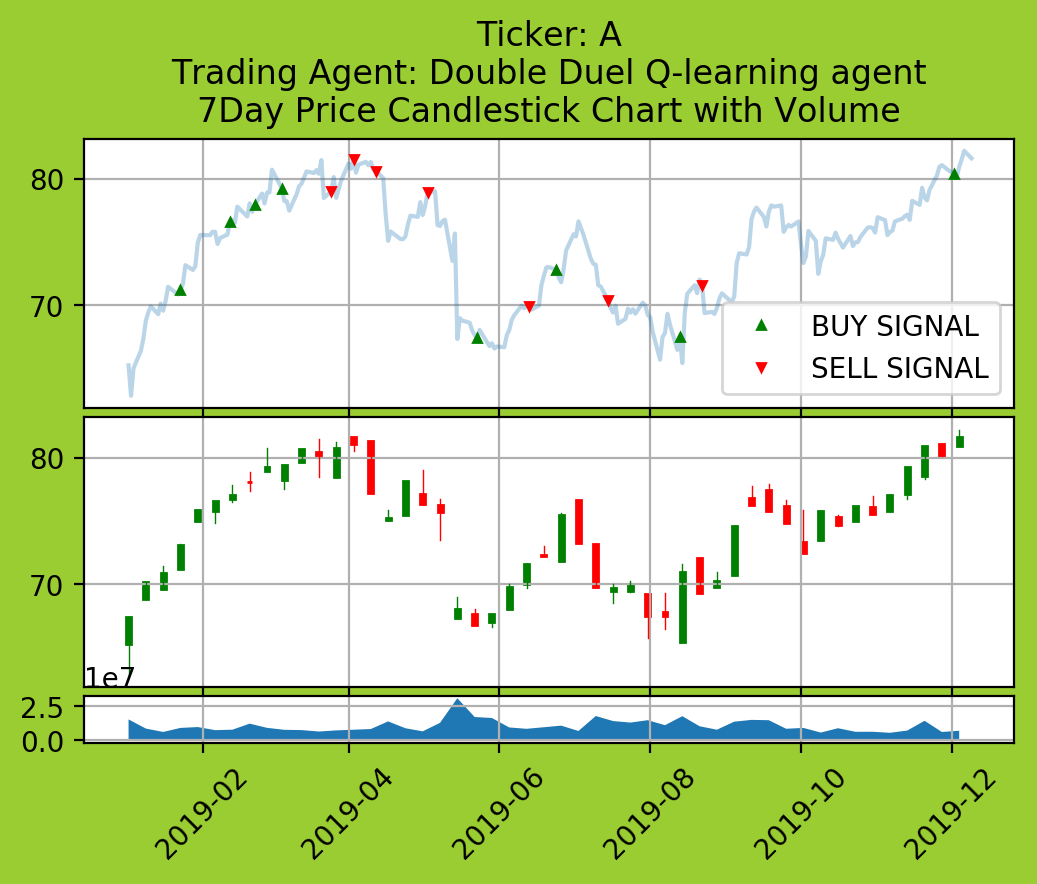 Ticker: A
Trading Agent: Double Duel Q-learning agent
7Day Price Candlestick Chart with Volume
80
70
BUY SIGNAL
SELL SIGNAL
80
70
1e7
2.5
0.0
2019-02
2019-04
2019-06
2019-08
2019-10
2019-12